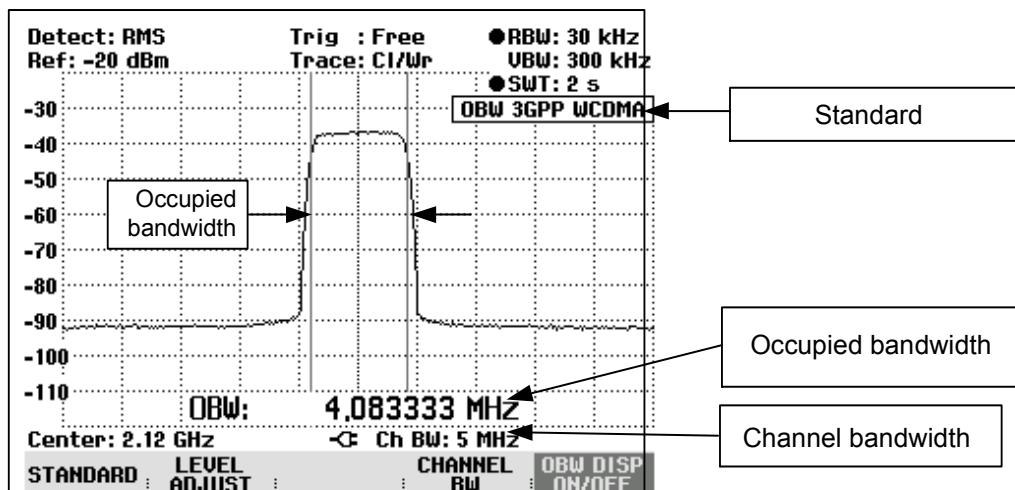 Detect: RMS Trig : Free ●RBW: 30 kHz
Ref: -20 dBm Trace: Cl/Wr VBW: 300 kHz
●SWT: 2 s
OBW 3GPP WCDMA
Standard
-30
-40
-50
Occupied
bandwidth
-60
-70
-80
-90
-100
-110
Occupied bandwidth
OBW: 4.083333 MHz
Center: 2.12 GHz Ch BW: 5 MHz
Channel bandwidth
STANDARD LEVEL ADJUST CHANNEL BW OBW DISP ON/OFF